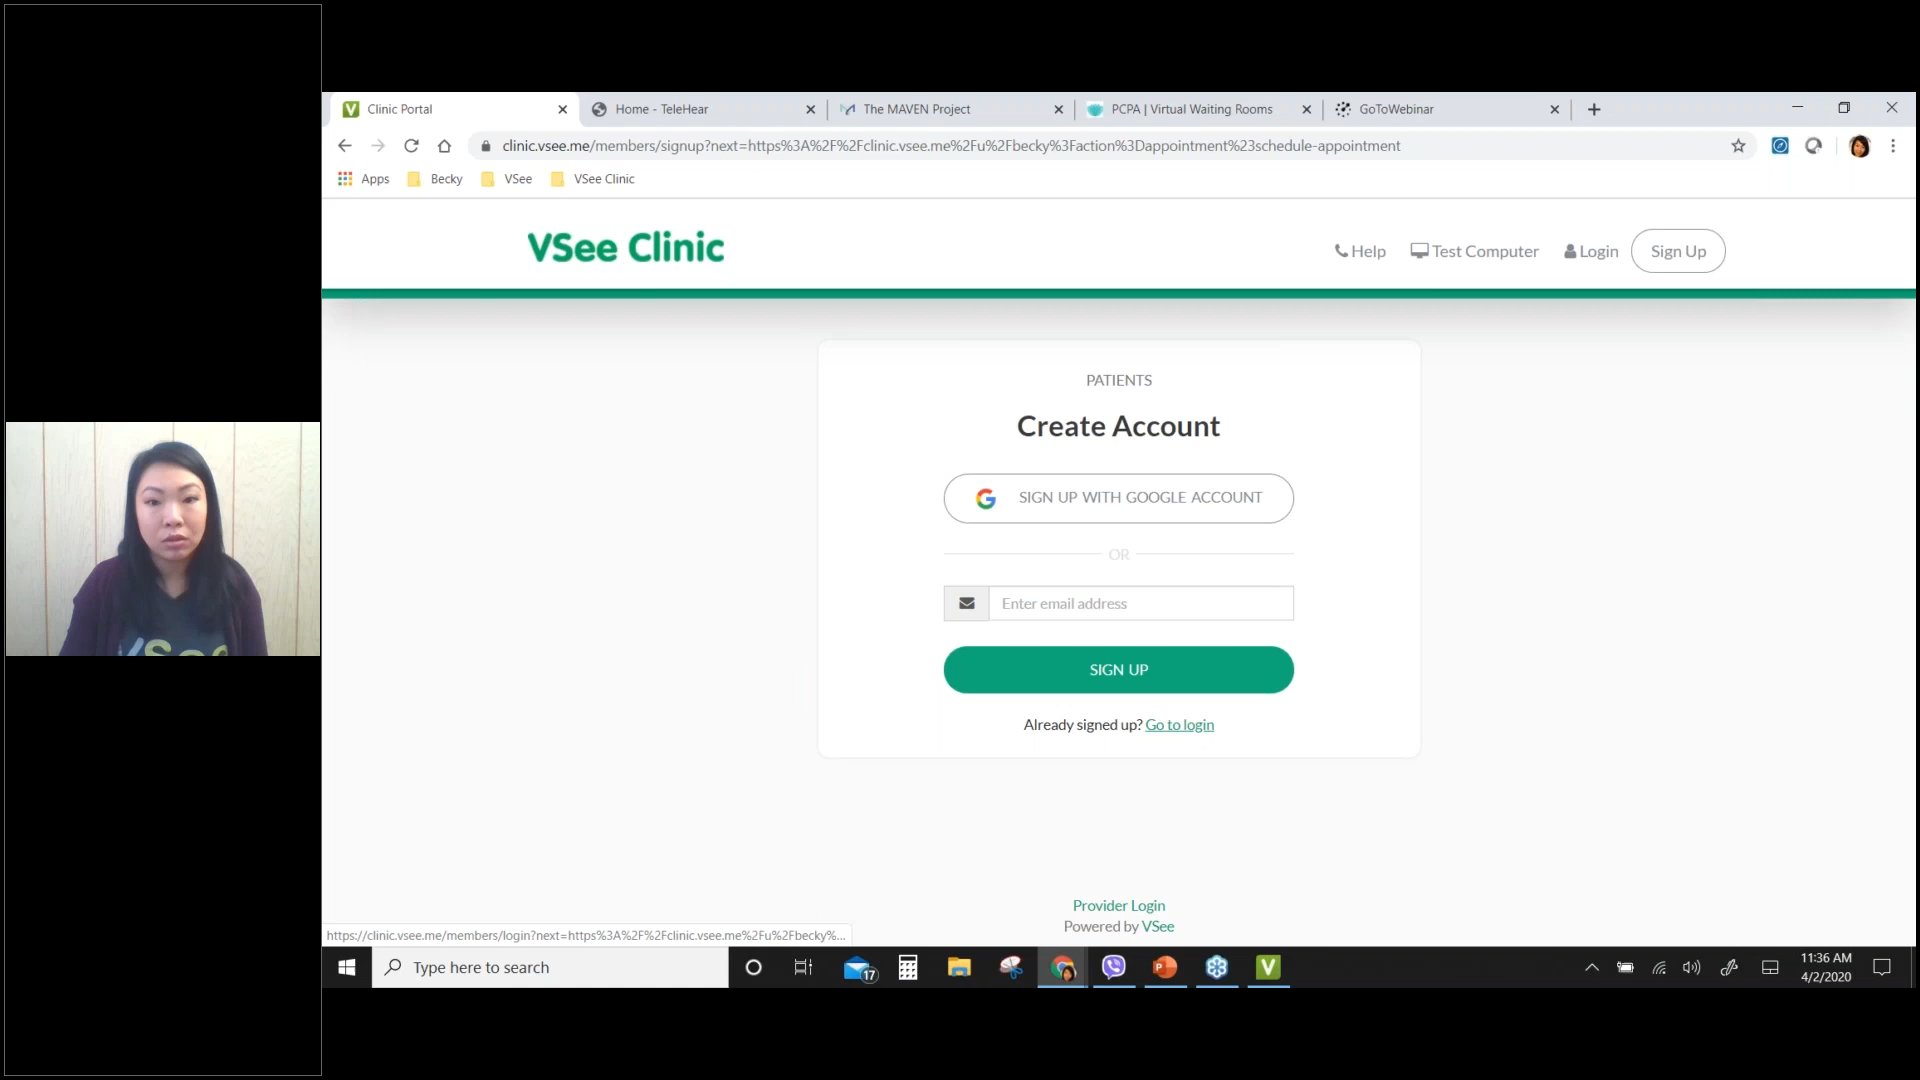 Clinic Portal
Home - TeleHear
The MAVEN Project
PCPA | Virtual Waiting Rooms
GoToWebinar
clinic.vsee.me/members/signup?next=https%3A%2F%2Fclinic.vsee.me%2Fu%2Fbecky%3Faction%3Dappointment%23schedule-appointment
Apps Becky VSee VSee Clinic
VSee Clinic
Help Test Computer Login Sign Up
PATIENTS
Create Account
SIGN UP WITH GOOGLE ACCOUNT
OR
Enter email address
SIGN UP
Already signed up? Go to login
Provider Login
Powered by VSee
https://clinic.vsee.me/members/login?next=https%3A%2F%2Fclinic.vsee.me%2Fu%2Fbecky%...
Type here to search
17
11:36 AM
4/2/2020